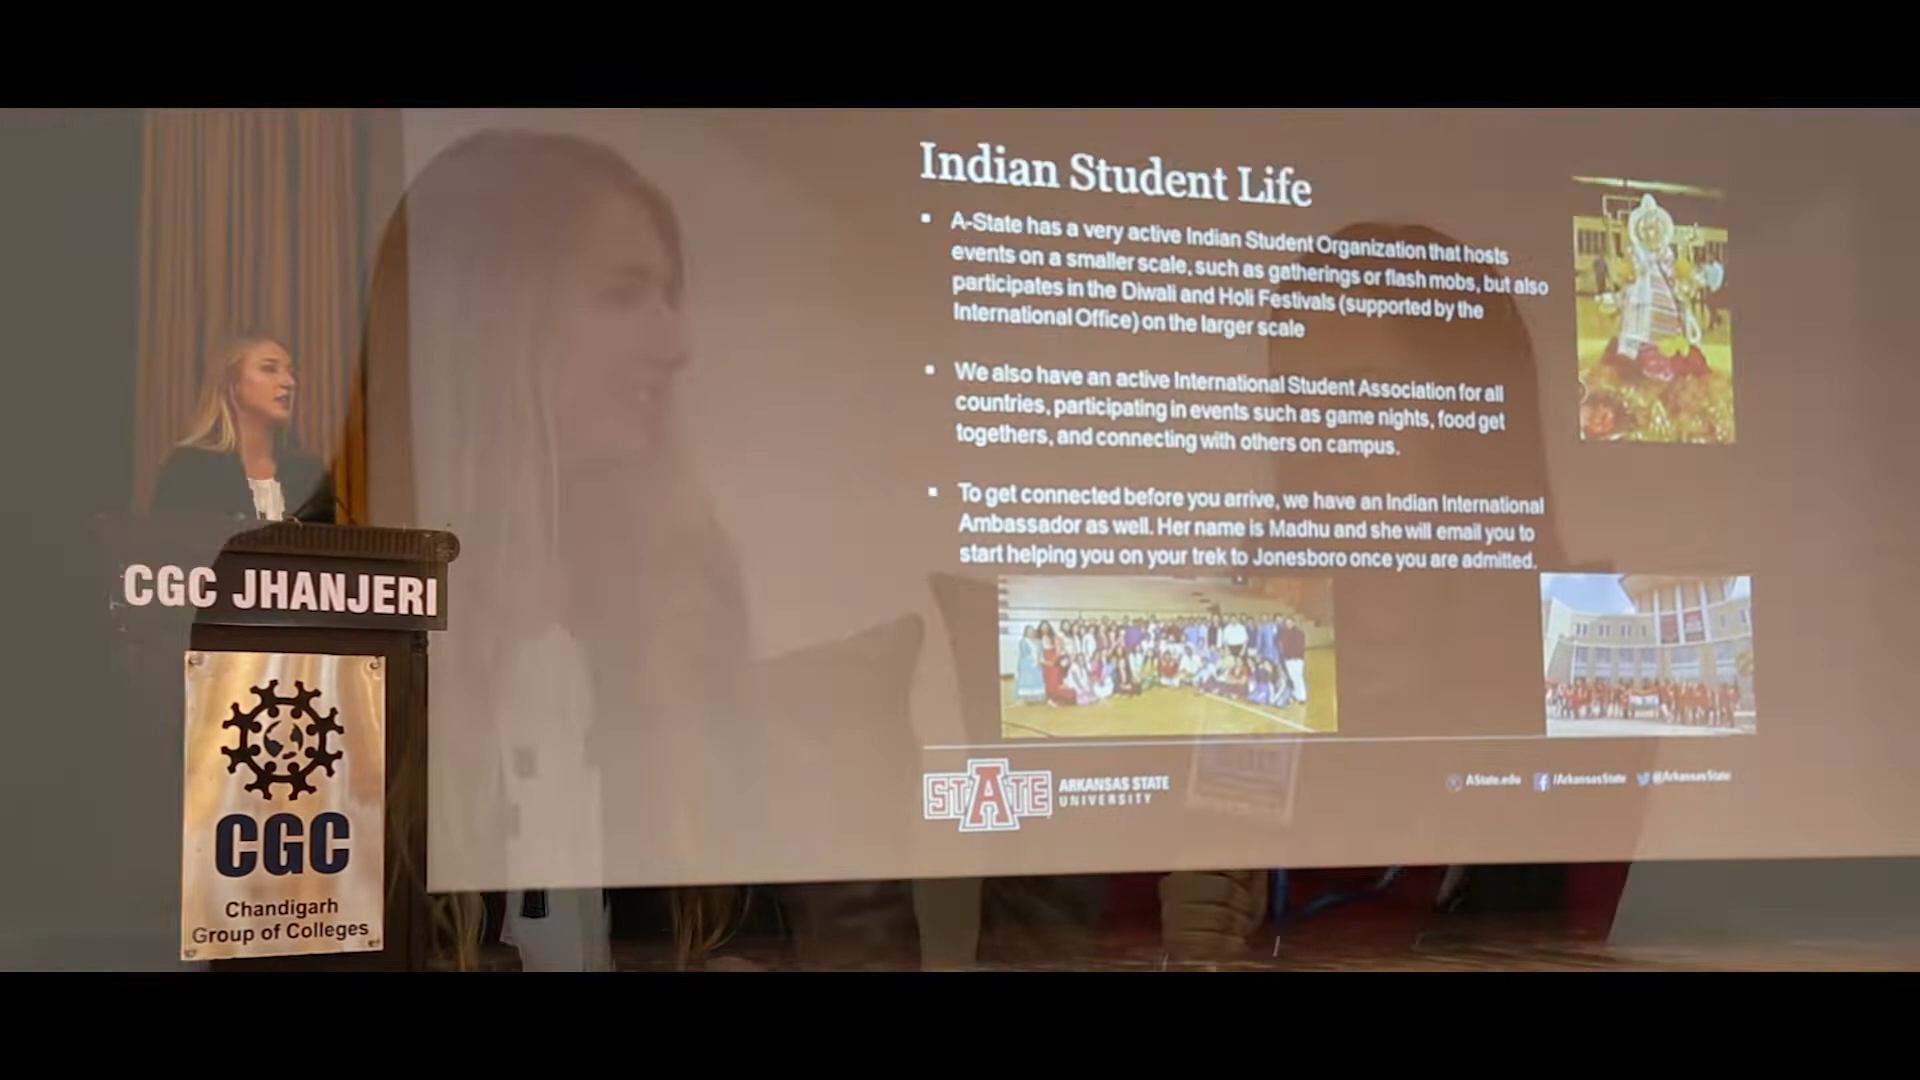 Indian Student Life
▪ A-State has a very active Indian Student Organization that hosts
events on a smaller scale, such as gatherings or flash mobs, but also
participates in the Diwali and Holi Festivals (supported by the
International Office) on the larger scale
▪ We also have an active International Student Association for all
countries, participating in events such as game nights, food get
togethers, and connecting with others on campus.
▪ To get connected before you arrive, we have an Indian International
Ambassador as well. Her name is Madhu and she will email you to
start helping you on your trek to Jonesboro once you are admitted.
STATE
ARKANSAS STATE
UNIVERSITY
AState.edu
/ArkansasState
@ArkansasState
CGC JHANJERI
CGC
Chandigarh
Group of Colleges